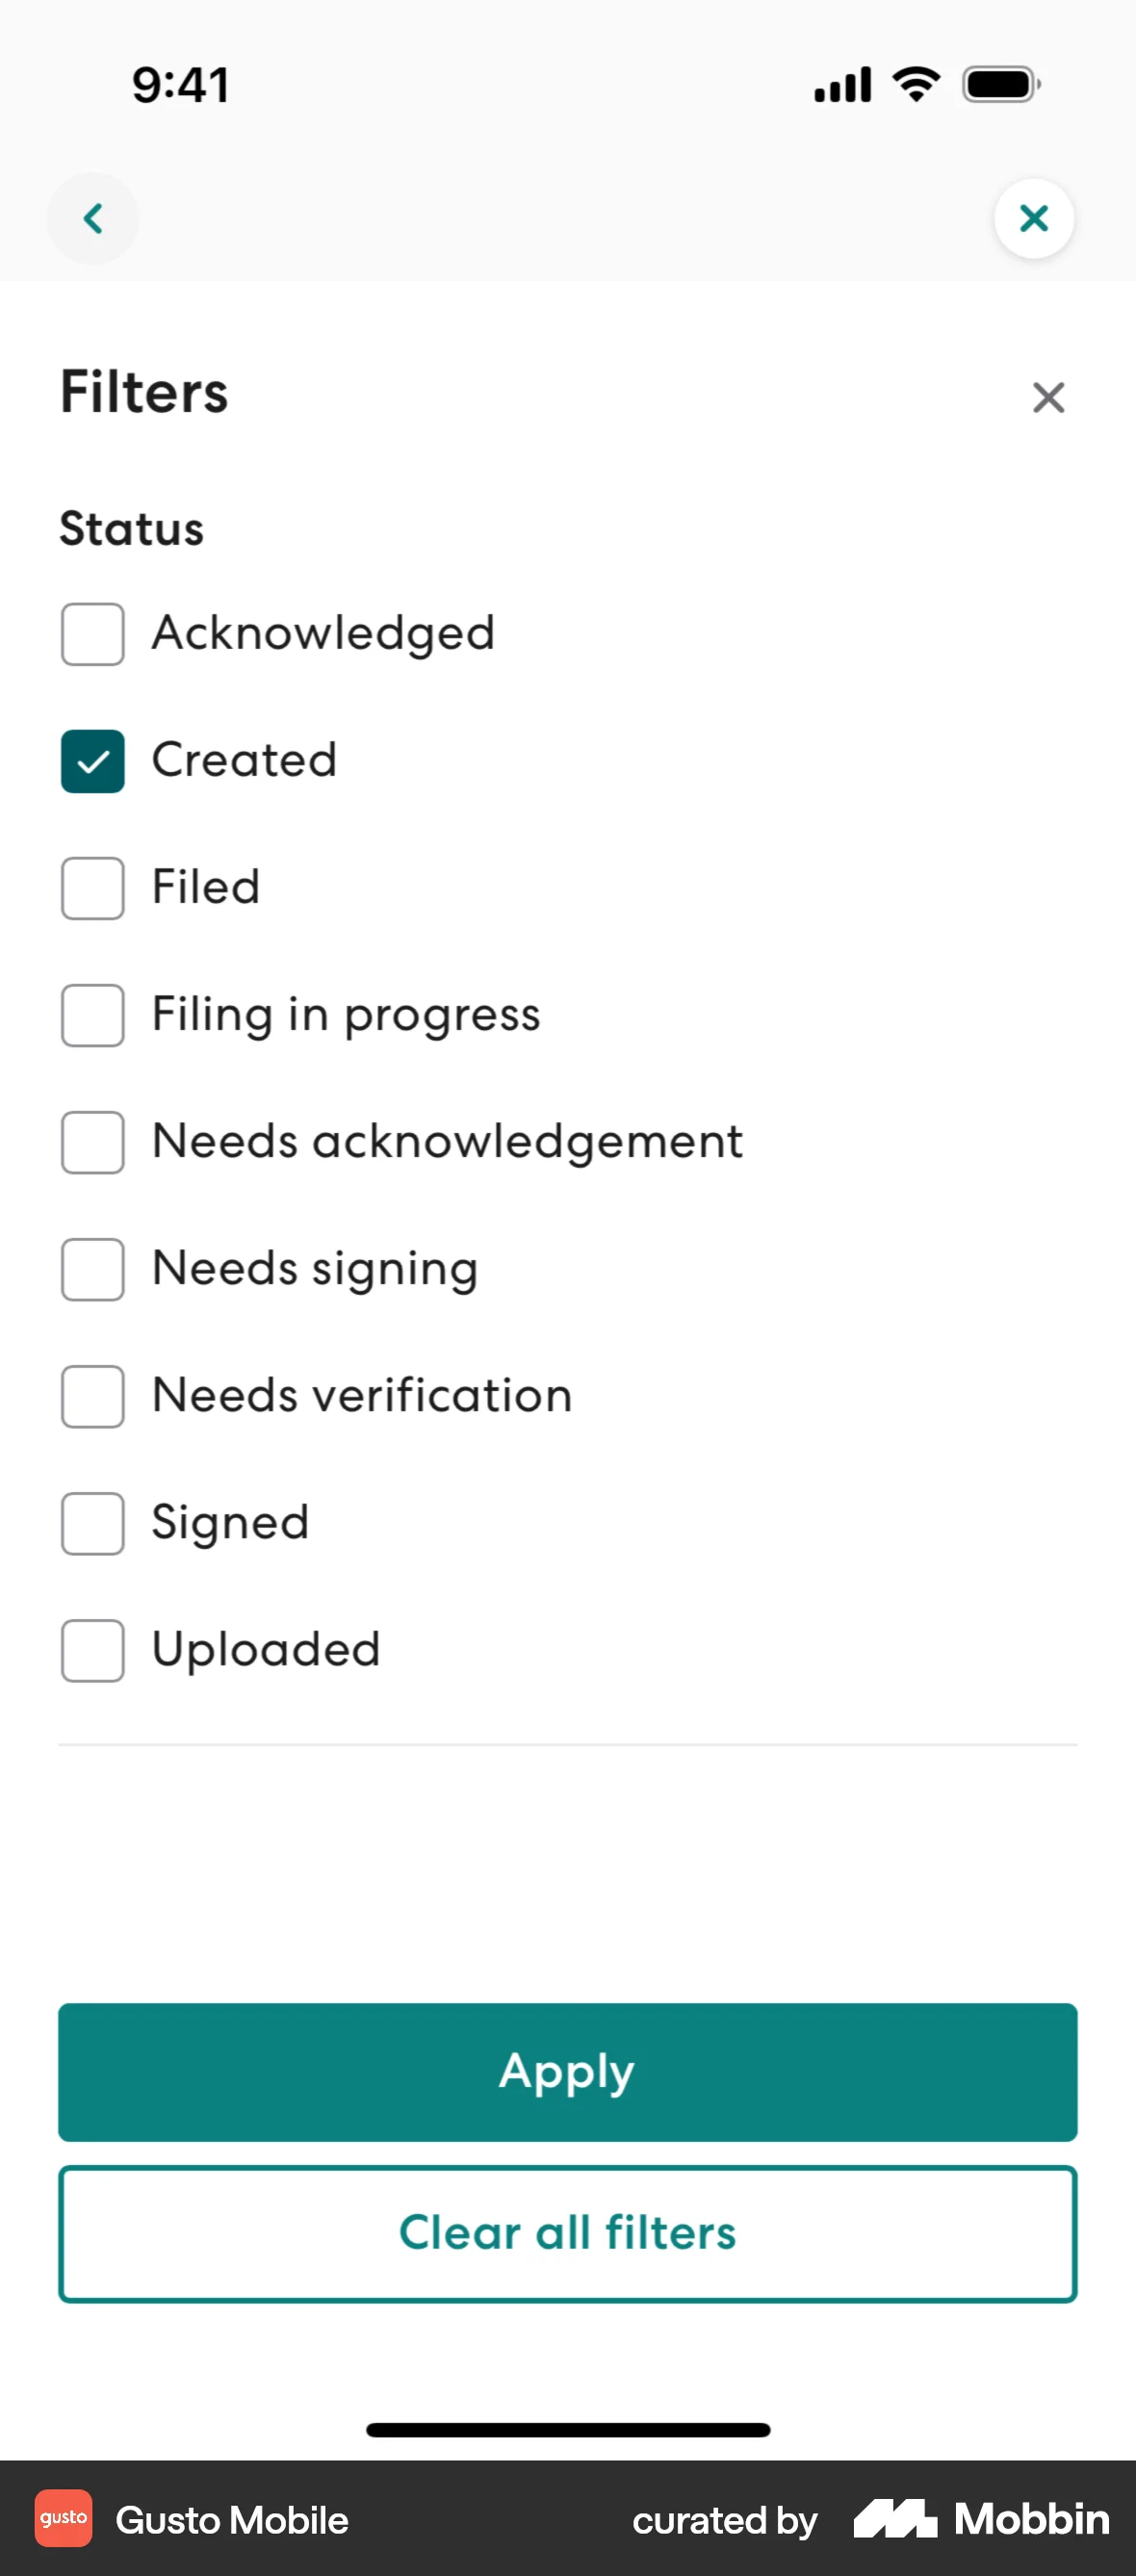 9:41
Filters
Status
Acknowledged
Created
Filed
Filing in progress
Needs acknowledgement
Needs signing
Needs verification
Signed
Uploaded
Apply
Clear all filters
gusto Gusto Mobile curated by Mobbin